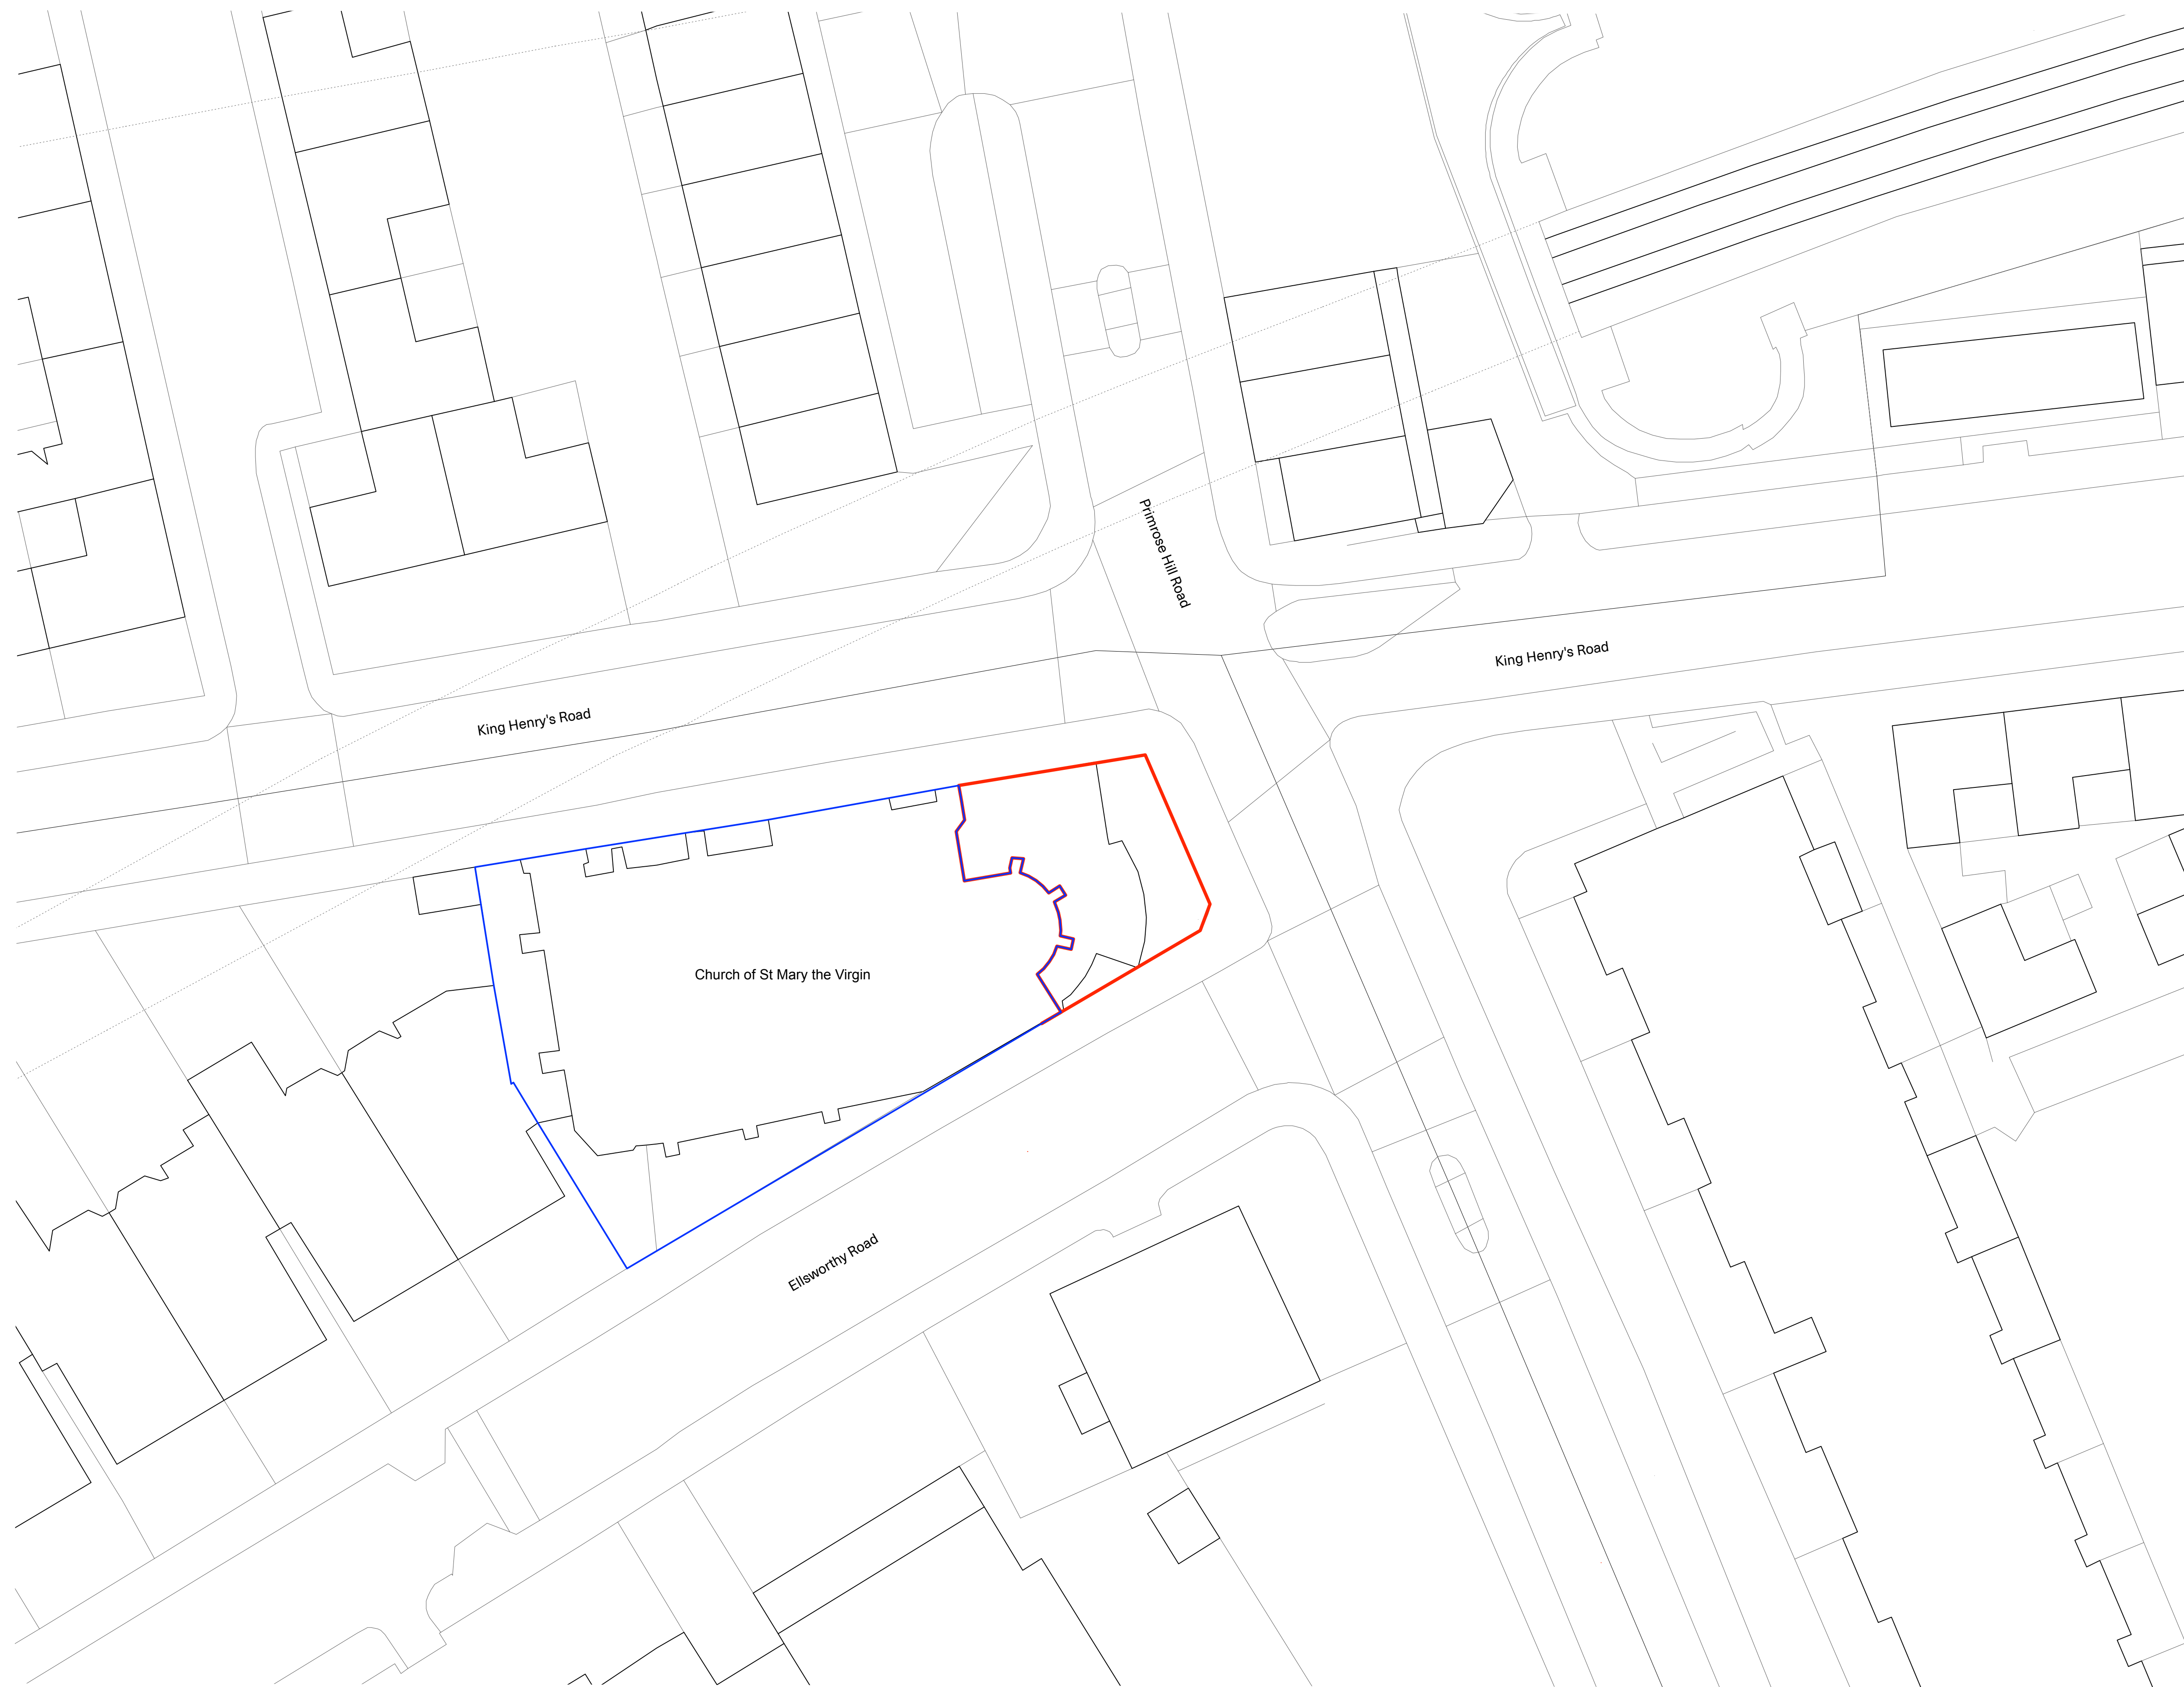 Primrose Hill Road
King Henry's Road
King Henry's Road
Church of St Mary the Virgin
Ellsworthy Road